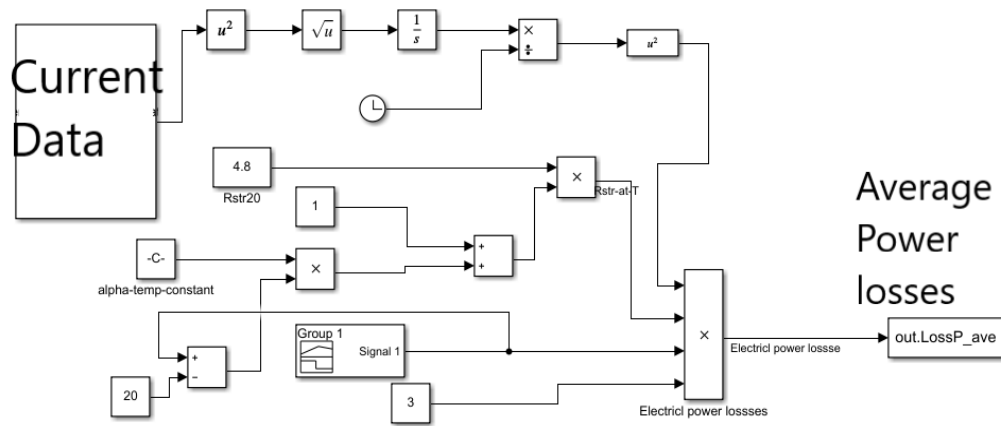 Current
Data
u²
√u
1
s
×
÷
u²
4.8
Rstr20
×
Rstr-at-T
1
+
+
-C-
alpha-temp-constant
×
Average
Power
losses
Group 1
Signal 1
×
out.LossP_ave
Electricl power lossse
+
−
20
3
Electricl power lossses